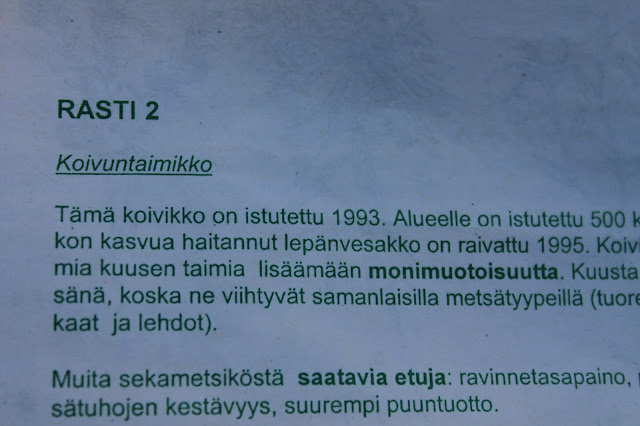 RASTI 2
Koivuntaimikko
Tämä koivikko on istutettu 1993. Alueelle on istutettu 500 k
kon kasvua haitannut lepänvesakko on raivattu 1995. Koiv
mia kuusen taimia lisäämään monimuotoisuutta. Kuusta
sänä, koska ne viihtyvät samanlaisilla metsätyypeillä (tuore
kaat ja lehdot).
Muita sekametsiköstä saatavia etuja: ravinnetasapaino,
sätuhojen kestävyys, suurempi puuntuotto.